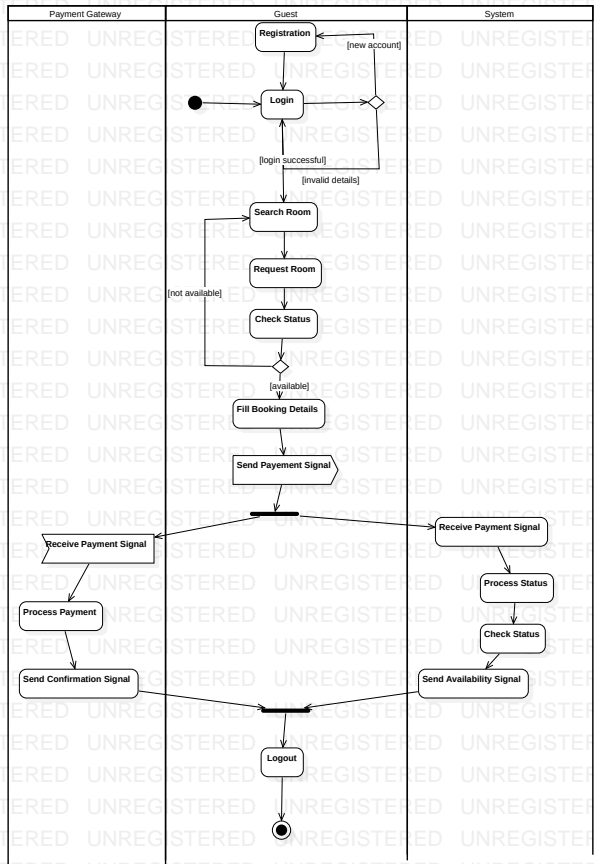 Payment Gateway
Guest
System
Registration
[new account]
Login
[login successful]
[invalid details]
Search Room
Request Room
[not available]
Check Status
[available]
Fill Booking Details
Send Payement Signal
Receive Payment Signal
Receive Payment Signal
Process Status
Process Payment
Check Status
Send Confirmation Signal
Send Availability Signal
Logout
UNREGISTERED